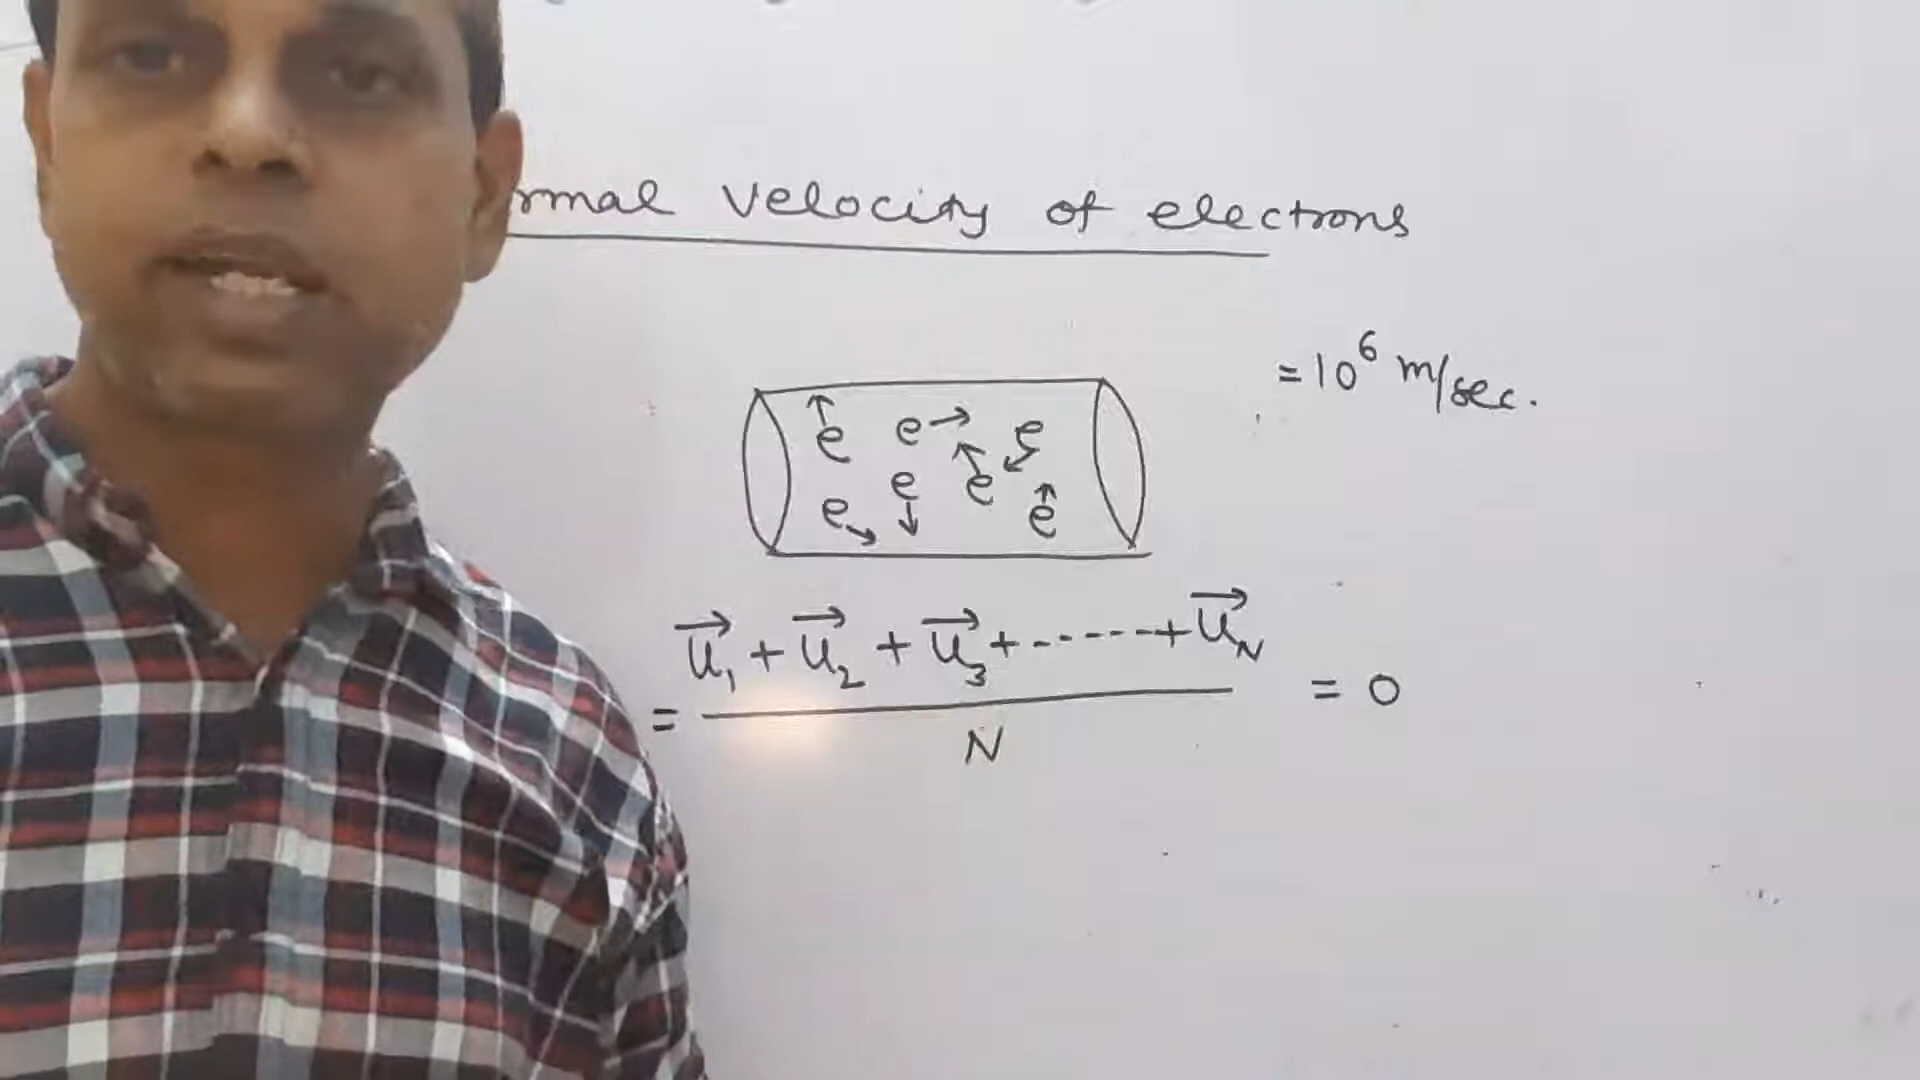 rmal velocity of electrons
= 10⁶ m/sec.
e e → e
e e e e
= (u₁⃗ + u₂⃗ + u₃⃗ + ------ + u_N⃗) / N = 0